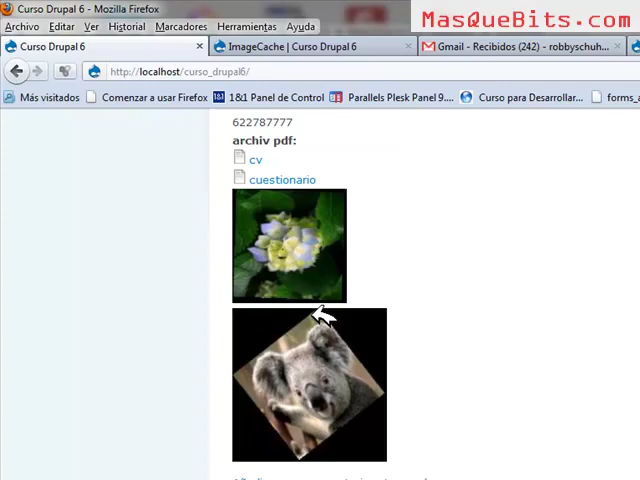 Curso Drupal 6 - Mozilla Firefox
MasQueBits.com
Archivo Editar Ver Historial Marcadores Herramientas Ayuda
Curso Drupal 6 × ImageCache | Curso Drupal 6 × Gmail - Recibidos (242) - robbyschuh... ×
http://localhost/curso_drupal6/
Más visitados Comenzar a usar Firefox 1&1 Panel de Control Parallels Plesk Panel 9.... Curso para Desarrollar... forms_a
622787777
archiv pdf:
cv
cuestionario